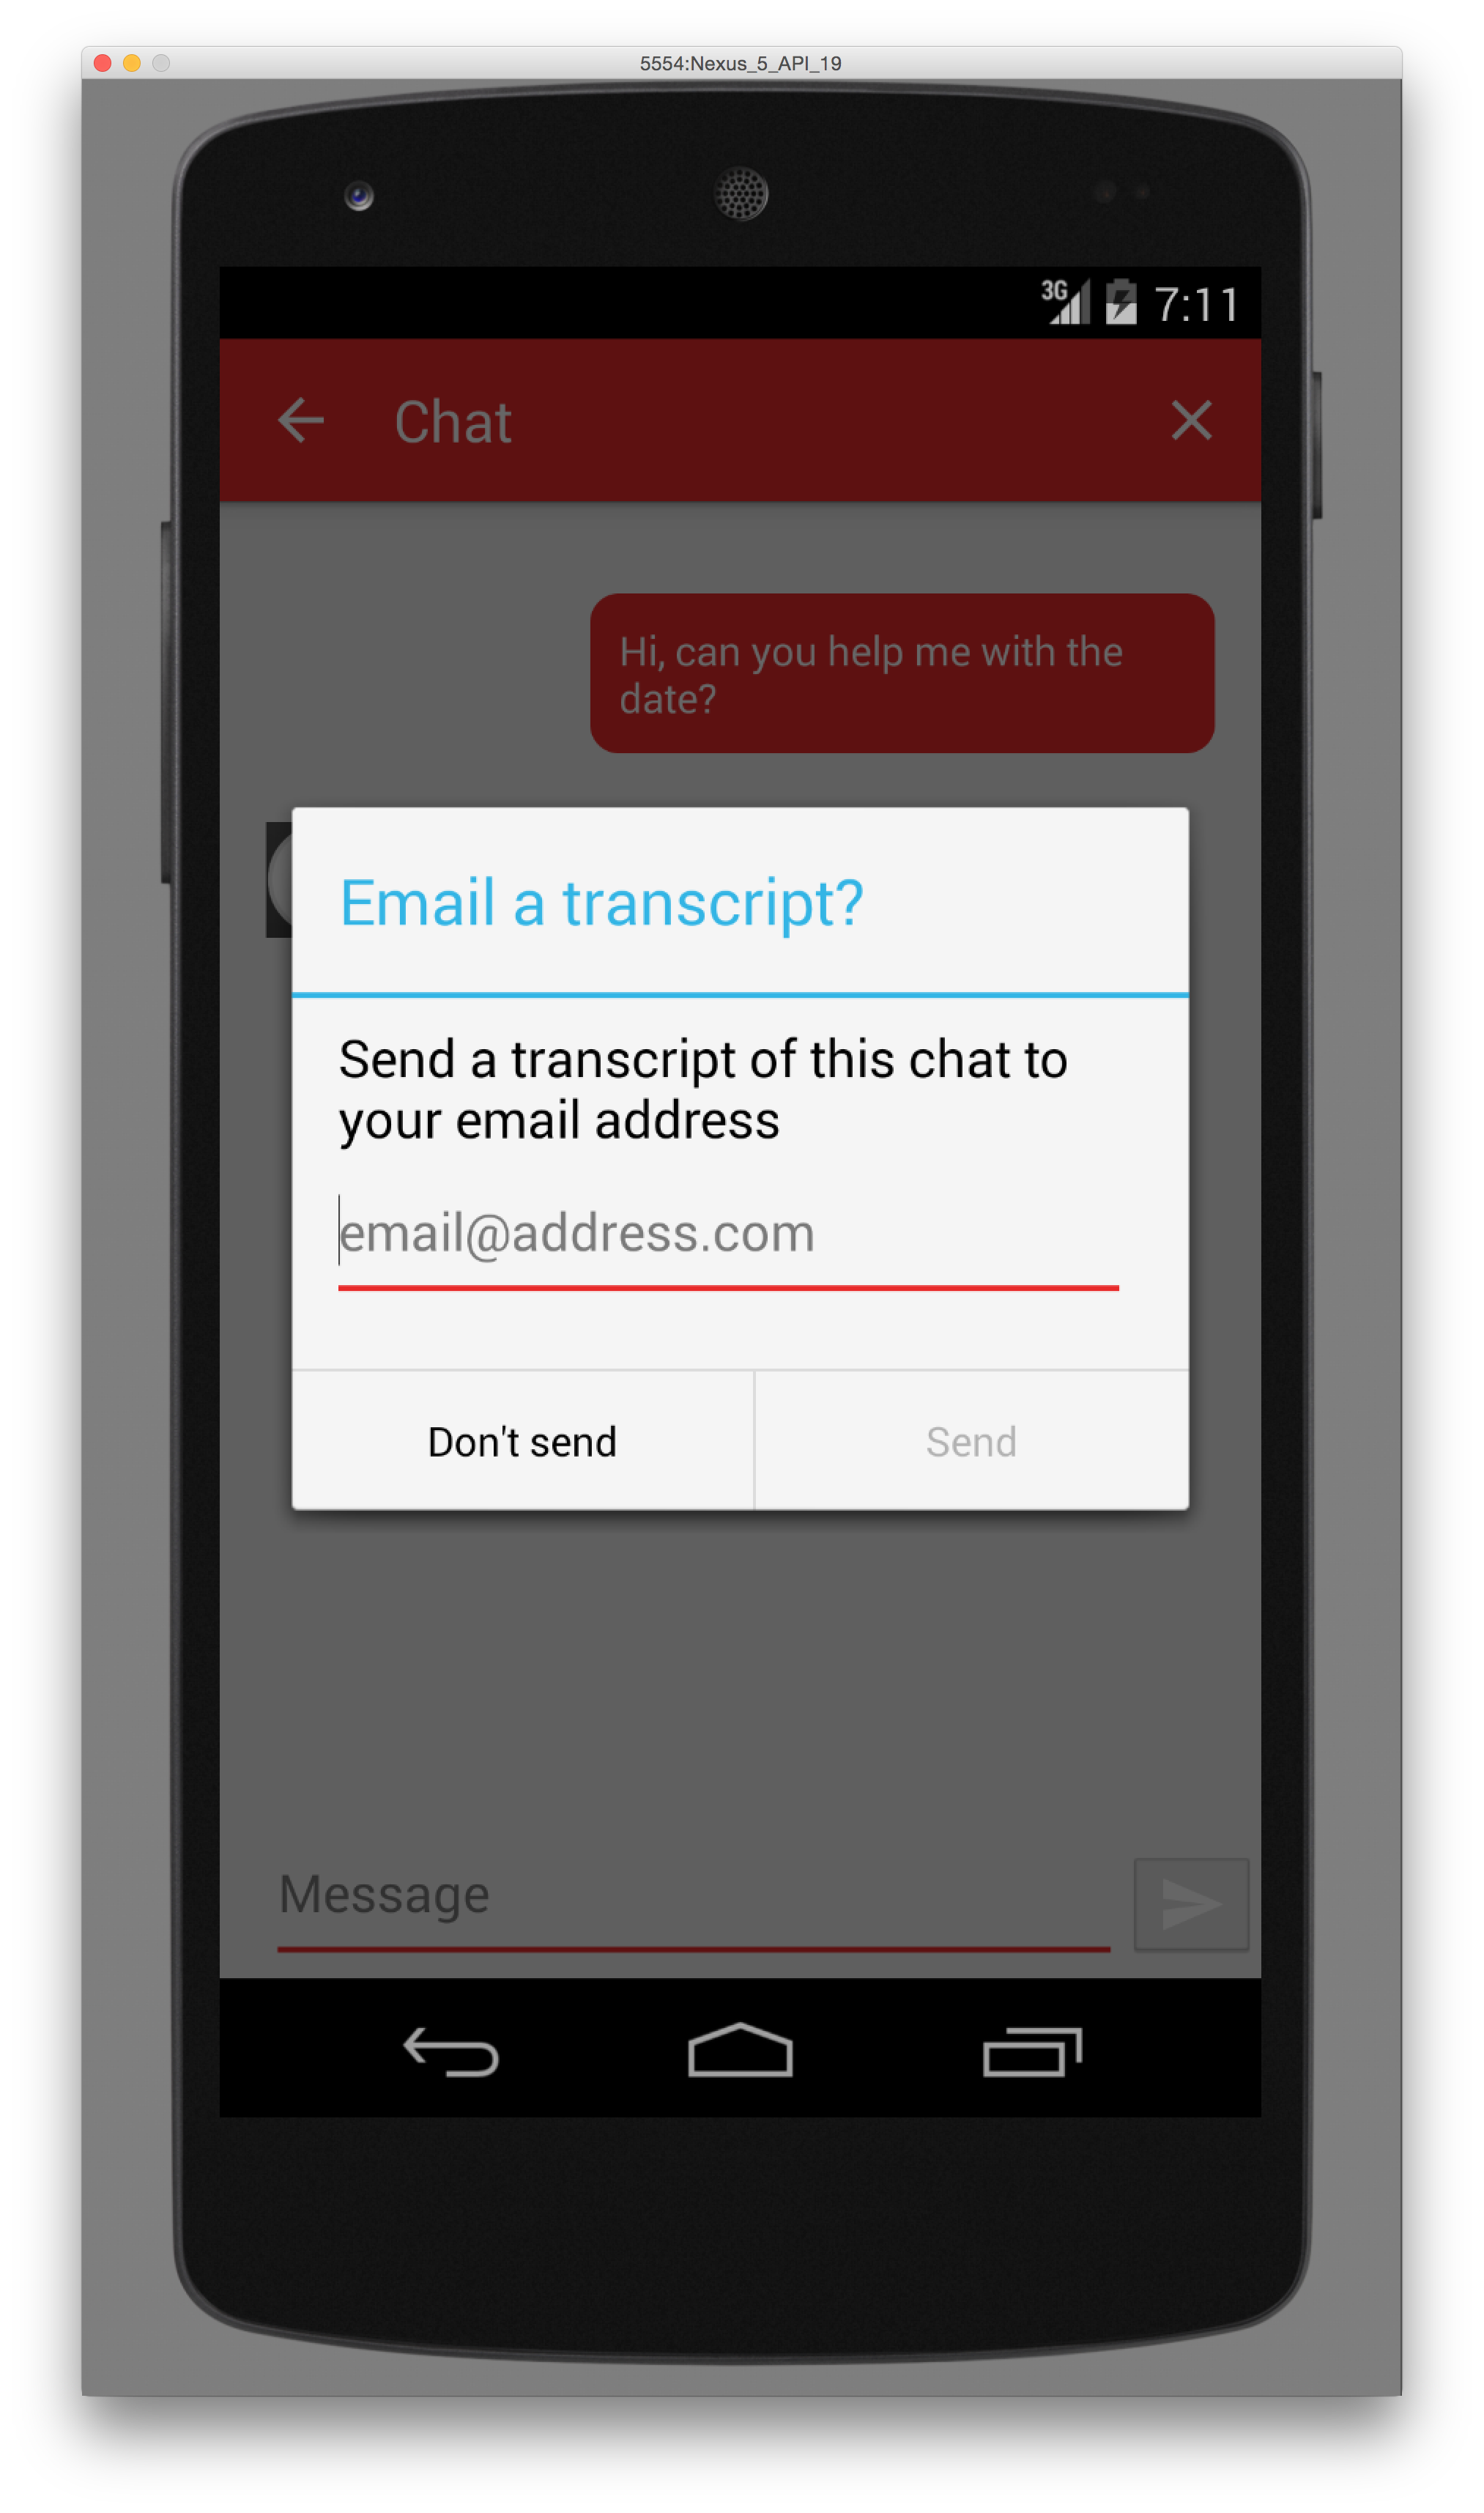 5554:Nexus_5_API_19
3G 7:11
Chat
Hi, can you help me with the
date?
Email a transcript?
Send a transcript of this chat to
your email address
email@address.com
Don't send Send
Message